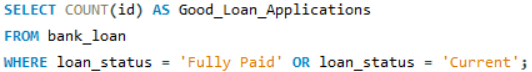 SELECT COUNT(id) AS Good_Loan_Applications
FROM bank_loan
WHERE loan_status = 'Fully Paid' OR loan_status = 'Current';